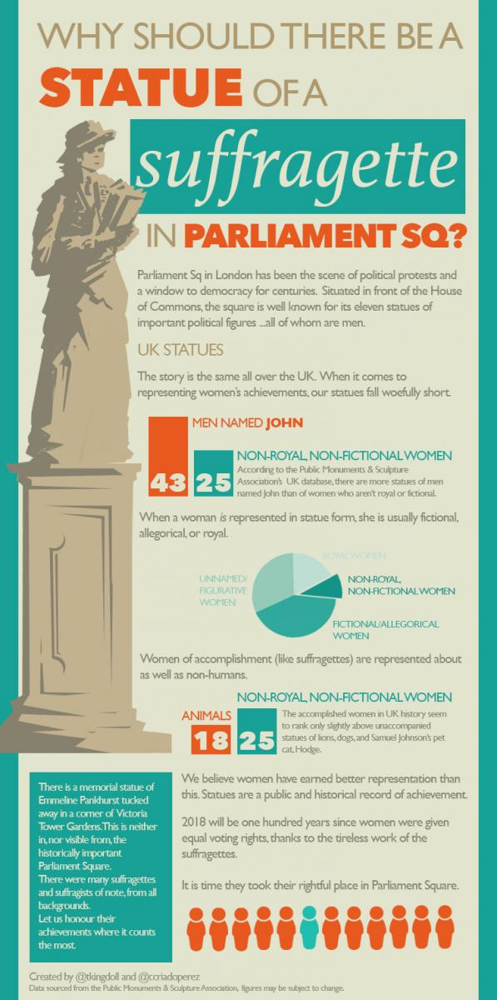 WHY SHOULD THERE BE A
STATUE OF A
suffragette
IN PARLIAMENT SQ?
Parliament Sq in London has been the scene of political protests and
a window to democracy for centuries. Situated in front of the House
of Commons, the square is well known for its eleven statues of
important political figures ...all of whom are men.
UK STATUES
The story is the same all over the UK. When it comes to
representing women's achievements, our statues fall woefully short.
MEN NAMED JOHN
43
25
NON-ROYAL, NON-FICTIONAL WOMEN
According to the Public Monuments & Sculpture
Association's UK database, there are more statues of men
named John than of women who aren't royal or fictional.
When a woman is represented in statue form, she is usually fictional,
allegorical, or royal.
ROYAL WOMEN
UNNAMED/
FIGURATIVE
WOMEN
NON-ROYAL,
NON-FICTIONAL WOMEN
FICTIONAL/ALLEGORICAL
WOMEN
Women of accomplishment (like suffragettes) are represented about
as well as non-humans.
NON-ROYAL, NON-FICTIONAL WOMEN
ANIMALS
18
25
The accomplished women in UK history seem
to rank only slightly above unaccompanied
statues of lions, dogs, and Samuel Johnson's pet
cat, Hodge.
There is a memorial statue of
Emmeline Pankhurst tucked
away in a corner of Victoria
Tower Gardens. This is neither
in, nor visible from, the
historically important
Parliament Square.
There were many suffragettes
and suffragists of note, from all
backgrounds.
Let us honour their
achievements where it counts
the most.
We believe women have earned better representation than
this. Statues are a public and historical record of achievement.
2018 will be one hundred years since women were given
equal voting rights, thanks to the tireless work of the
suffragettes.
It is time they took their rightful place in Parliament Square.
Created by @tkingdoll and @ccriadoperez
Data sourced from the Public Monuments & Sculpture Association, figures may be subject to change.